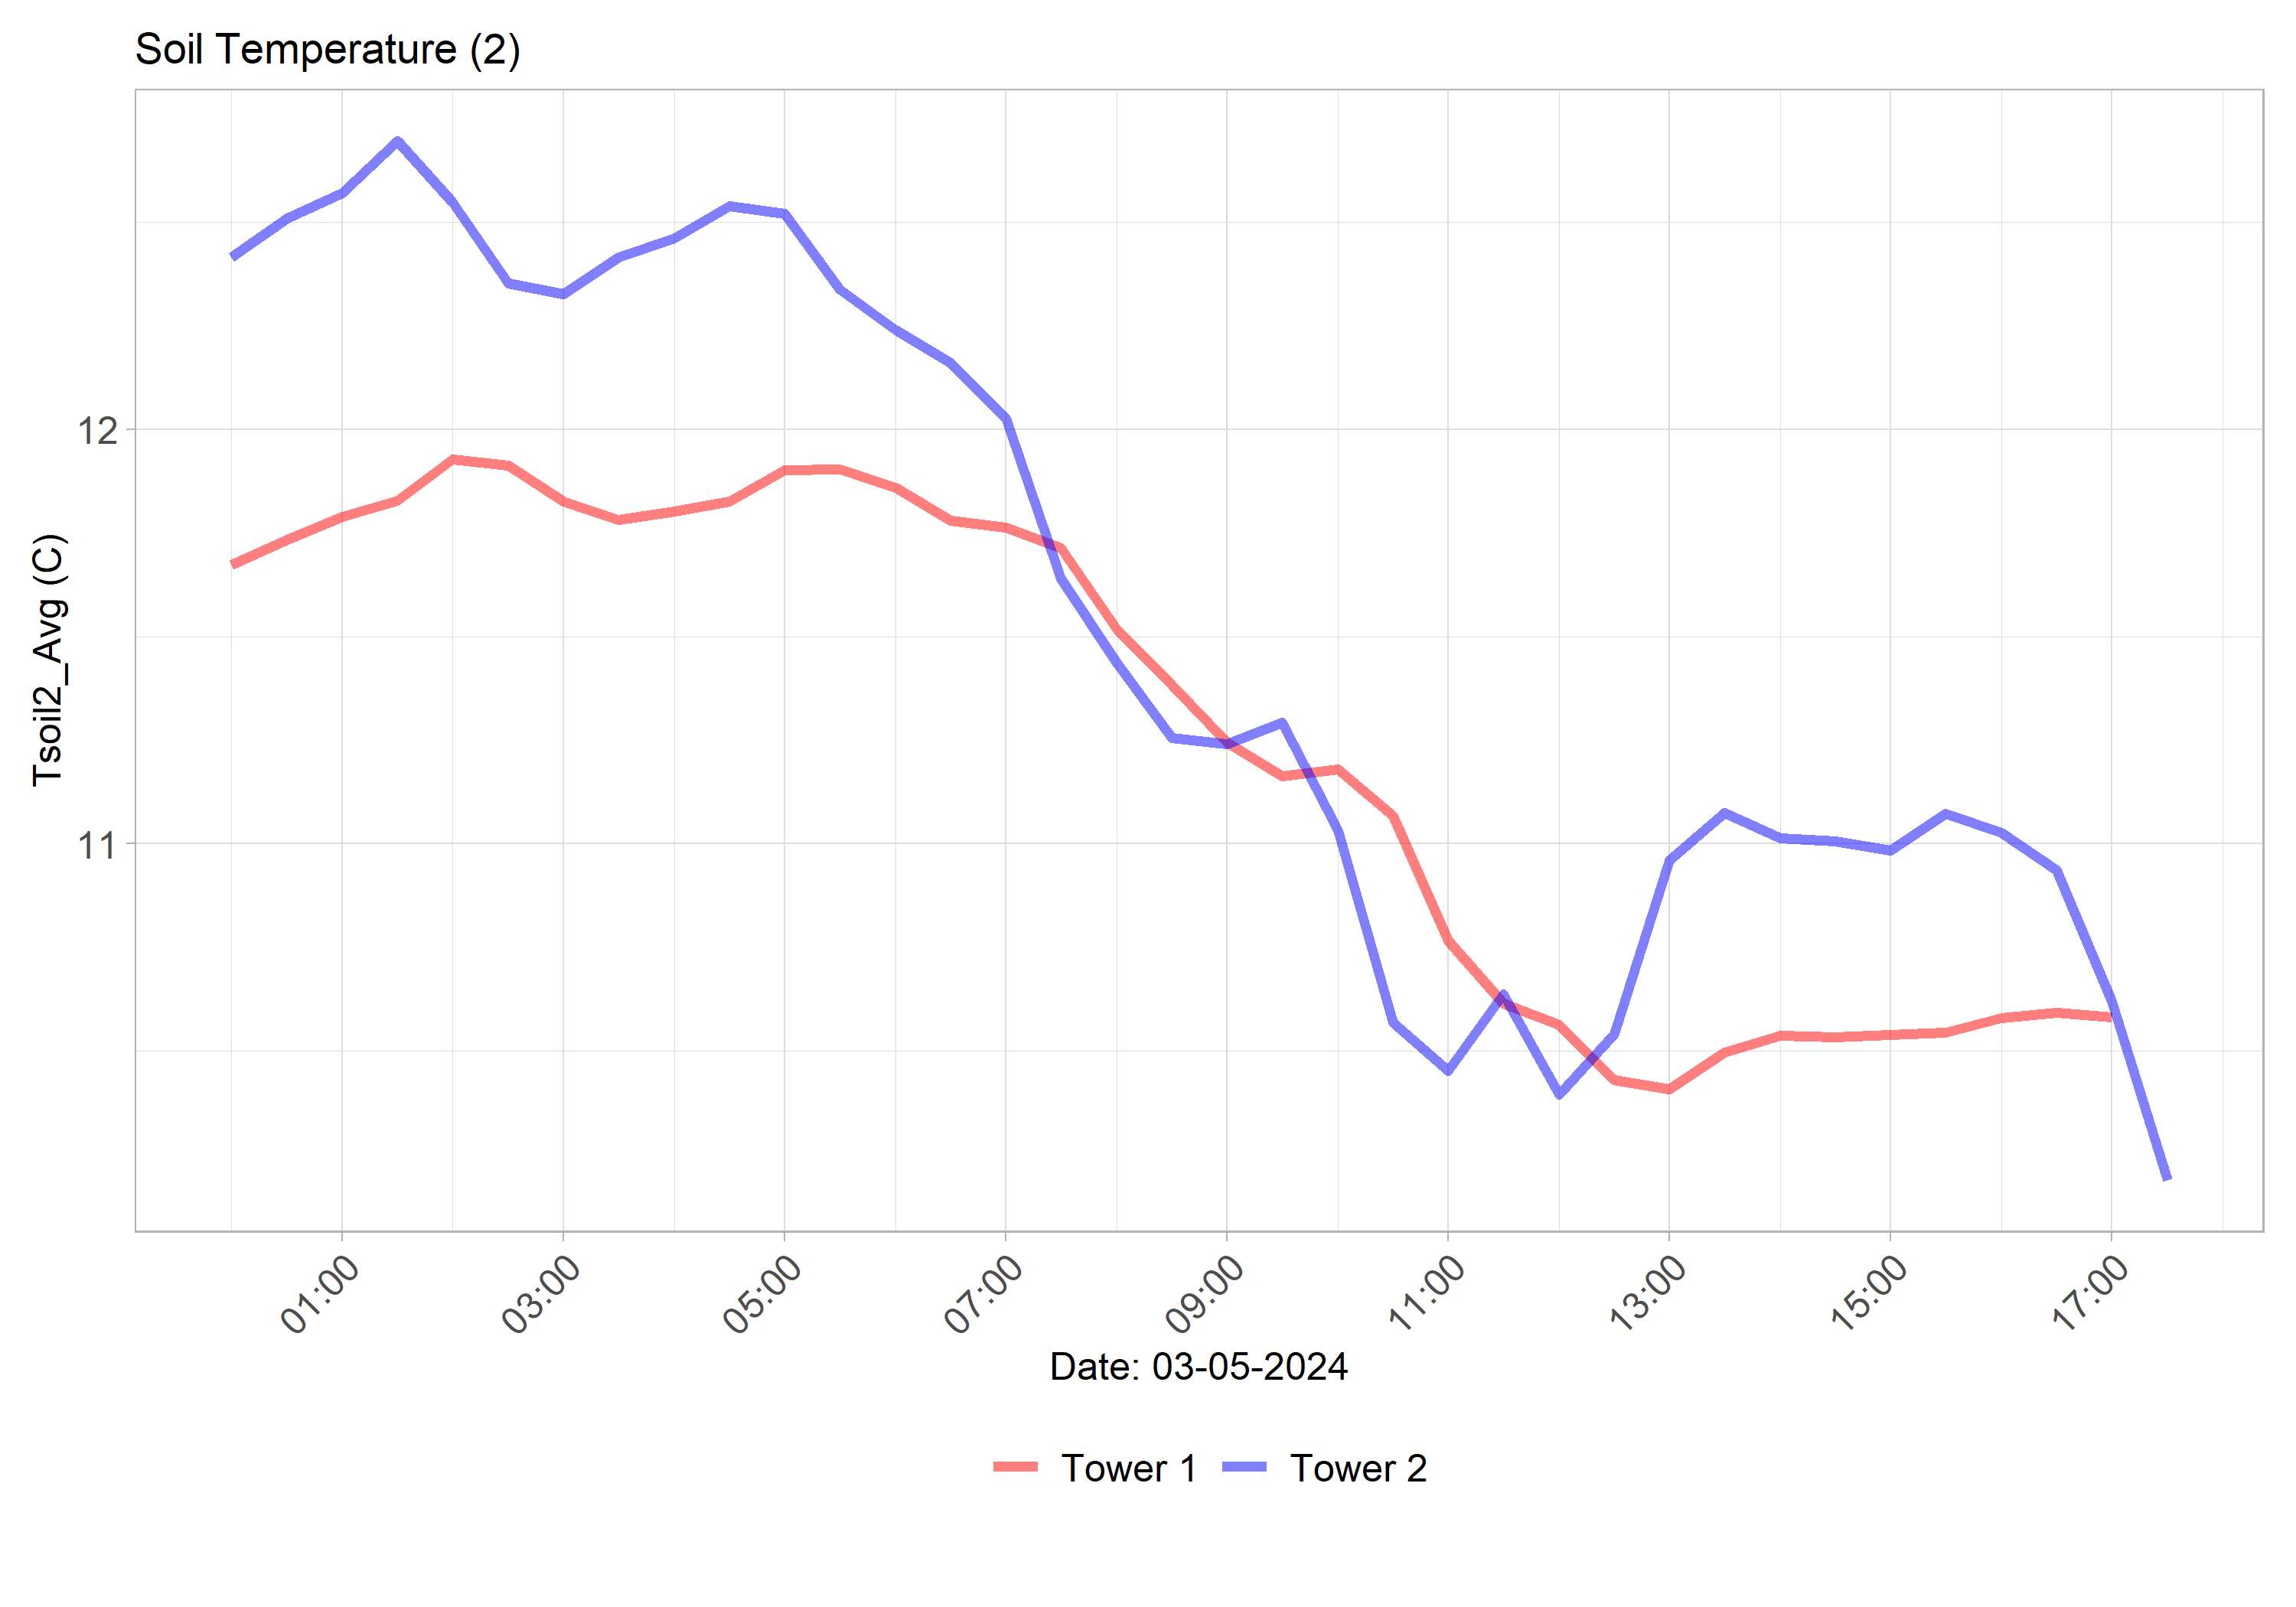 Soil Temperature (2)
12
11
Tsoil2_Avg (C)
01:00 03:00 05:00 07:00 09:00 11:00 13:00 15:00 17:00
Date: 03-05-2024
Tower 1 Tower 2